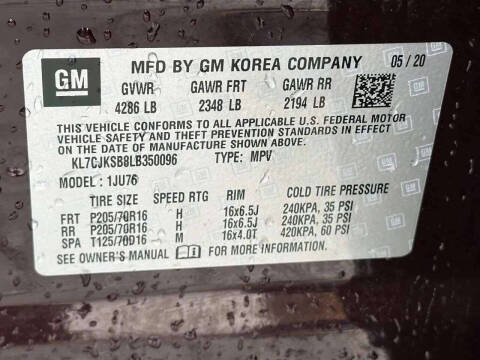 GM MFD BY GM KOREA COMPANY 05/20
GVWR GAWR FRT GAWR RR
4286 LB 2348 LB 2194 LB
THIS VEHICLE CONFORMS TO ALL APPLICABLE U.S. FEDERAL MOTOR
VEHICLE SAFETY AND THEFT PREVENTION STANDARDS IN
EFFECT ON THE DATE OF MANUFACTURE SHOWN ABOVE.
KL7CJKSB8LB350096 TYPE: MPV
MODEL: 1JU76
TIRE SIZE SPEED RTG RIM COLD TIRE PRESSURE
FRT P205/70R16 H 16x6.5J 240KPA, 35 PSI
RR P205/70R16 H 16x6.5J 240KPA, 35 PSI
SPA T125/70D16 M 16x4.0T 420KPA, 60 PSI
SEE OWNER'S MANUAL FOR MORE INFORMATION.